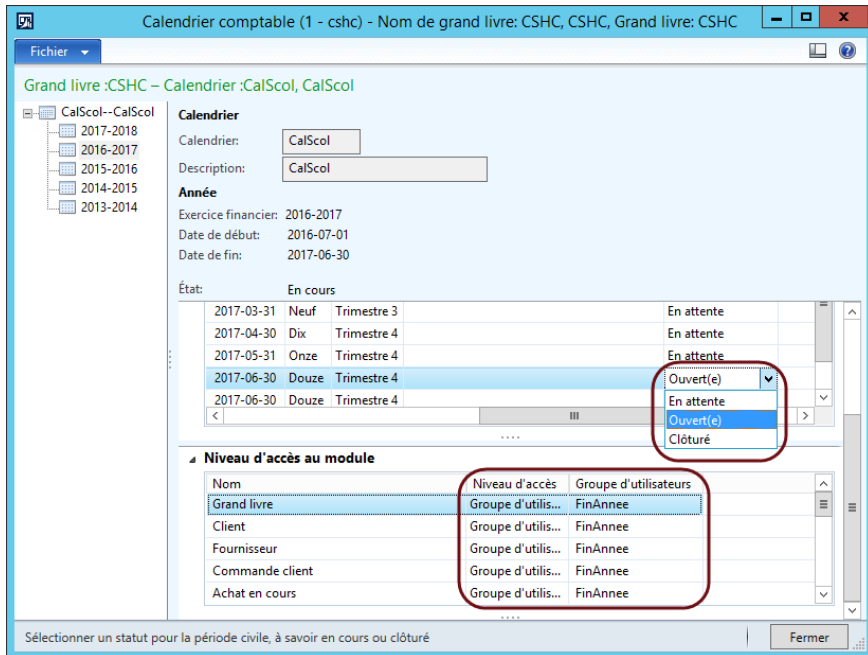 Calendrier comptable (1 - cshc) - Nom de grand livre: CSHC, CSHC, Grand livre: CSHC
Fichier
Grand livre :CSHC – Calendrier :CalScol, CalScol
CalScol--CalScol
2017-2018
2016-2017
2015-2016
2014-2015
2013-2014
Calendrier
Calendrier: CalScol
Description: CalScol
Année
Exercice financier: 2016-2017
Date de début: 2016-07-01
Date de fin: 2017-06-30
État: En cours
2017-03-31 Neuf Trimestre 3 En attente
2017-04-30 Dix Trimestre 4 En attente
2017-05-31 Onze Trimestre 4 En attente
2017-06-30 Douze Trimestre 4 Ouvert(e)
2017-06-30 Douze Trimestre 4
En attente
Ouvert(e)
Clôturé
Niveau d'accès au module
Nom Niveau d'accès Groupe d'utilisateurs
Grand livre Groupe d'utilis... FinAnnee
Client Groupe d'utilis... FinAnnee
Fournisseur Groupe d'utilis... FinAnnee
Commande client Groupe d'utilis... FinAnnee
Achat en cours Groupe d'utilis... FinAnnee
Sélectionner un statut pour la période civile, à savoir en cours ou clôturé
Fermer